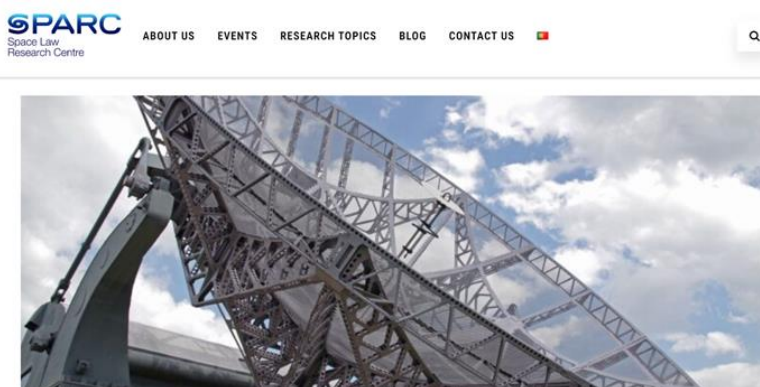 SPARC
Space Law
Research Centre
ABOUT US EVENTS RESEARCH TOPICS BLOG CONTACT US